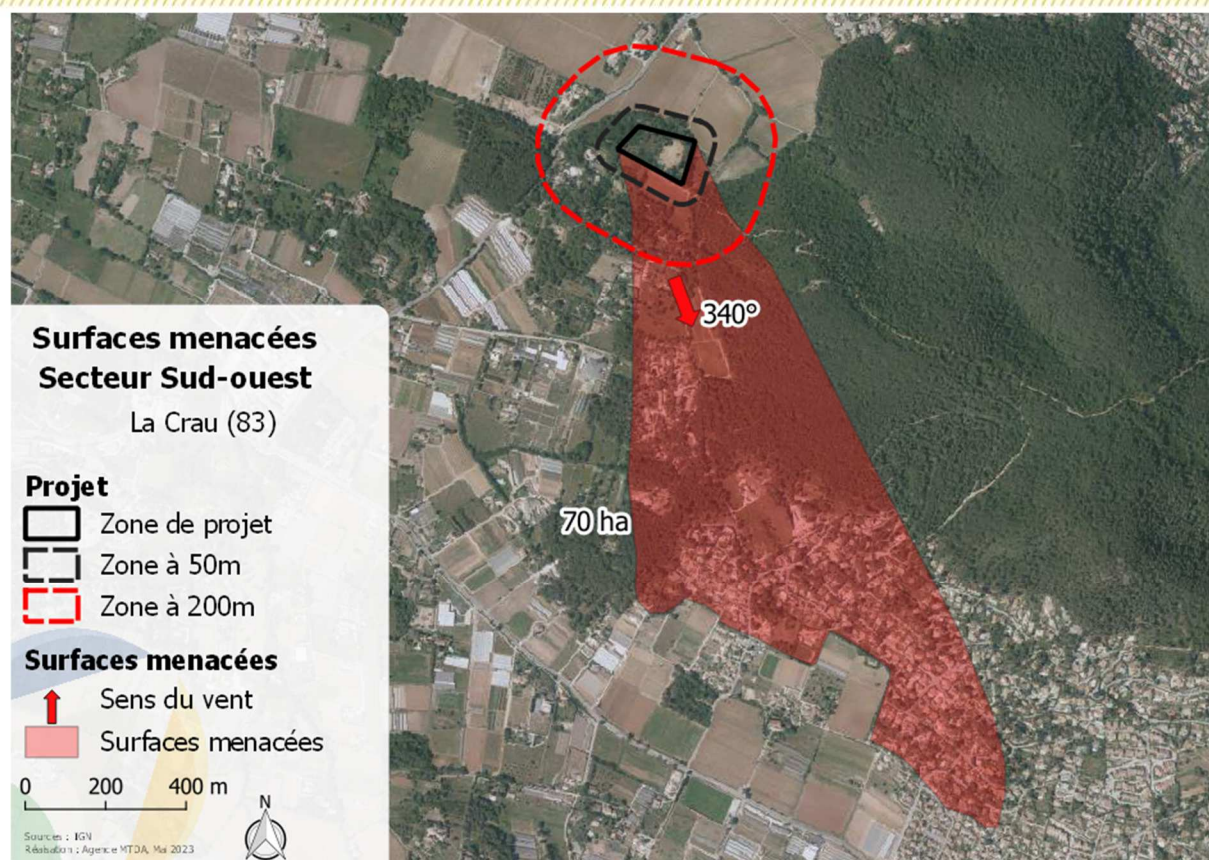 340°
70 ha
Surfaces menacées
Secteur Sud-ouest
La Crau (83)
Projet
Zone de projet
Zone à 50m
Zone à 200m
Surfaces menacées
Sens du vent
Surfaces menacées
0 200 400 m
N
Sources : IGN
Réalisation : Agence MTDA, Mai 2023